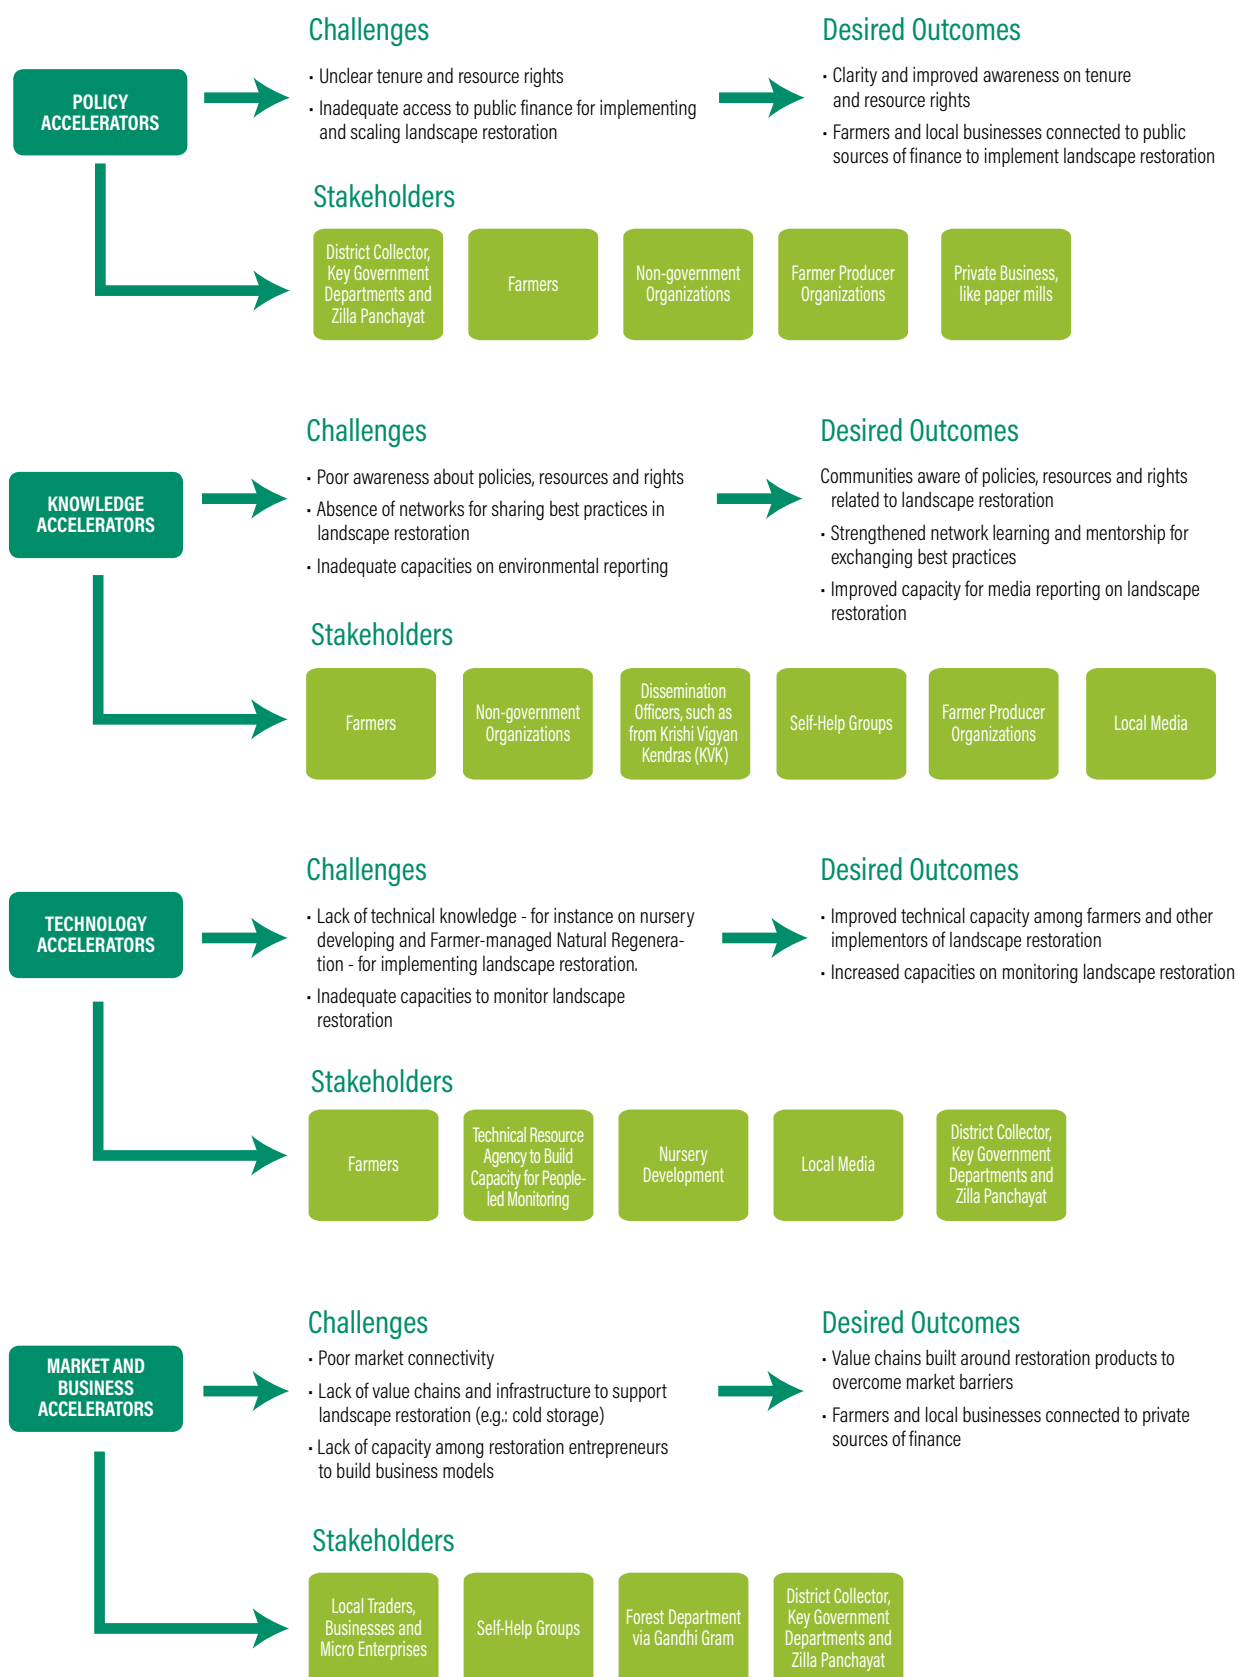 POLICY
ACCELERATORS
Challenges
• Unclear tenure and resource rights
• Inadequate access to public finance for implementing
and scaling landscape restoration
Desired Outcomes
• Clarity and improved awareness on tenure
and resource rights
• Farmers and local businesses connected to public
sources of finance to implement landscape restoration
Stakeholders
District Collector,
Key Government
Departments and
Zilla Panchayat
Farmers
Non-government
Organizations
Farmer Producer
Organizations
Private Business,
like paper mills
KNOWLEDGE
ACCELERATORS
Challenges
• Poor awareness about policies, resources and rights
• Absence of networks for sharing best practices in
landscape restoration
• Inadequate capacities on environmental reporting
Desired Outcomes
Communities aware of policies, resources and rights
related to landscape restoration
• Strengthened network learning and mentorship for
exchanging best practices
• Improved capacity for media reporting on landscape
restoration
Stakeholders
Farmers
Non-government
Organizations
Dissemination
Officers, such as
from Krishi Vigyan
Kendras (KVK)
Self-Help Groups
Farmer Producer
Organizations
Local Media
TECHNOLOGY
ACCELERATORS
Challenges
• Lack of technical knowledge - for instance on nursery
developing and Farmer-managed Natural Regenera-
tion - for implementing landscape restoration.
• Inadequate capacities to monitor landscape
restoration
Desired Outcomes
• Improved technical capacity among farmers and other
implementors of landscape restoration
• Increased capacities on monitoring landscape restoration
Stakeholders
Farmers
Technical Resource
Agency to Build
Capacity for People-
led Monitoring
Nursery
Development
Local Media
District Collector,
Key Government
Departments and
Zilla Panchayat
MARKET AND
BUSINESS
ACCELERATORS
Challenges
• Poor market connectivity
• Lack of value chains and infrastructure to support
landscape restoration (e.g.: cold storage)
• Lack of capacity among restoration entrepreneurs
to build business models
Desired Outcomes
• Value chains built around restoration products to
overcome market barriers
• Farmers and local businesses connected to private
sources of finance
Stakeholders
Local Traders,
Businesses and
Micro Enterprises
Self-Help Groups
Forest Department
via Gandhi Gram
District Collector,
Key Government
Departments and
Zilla Panchayat